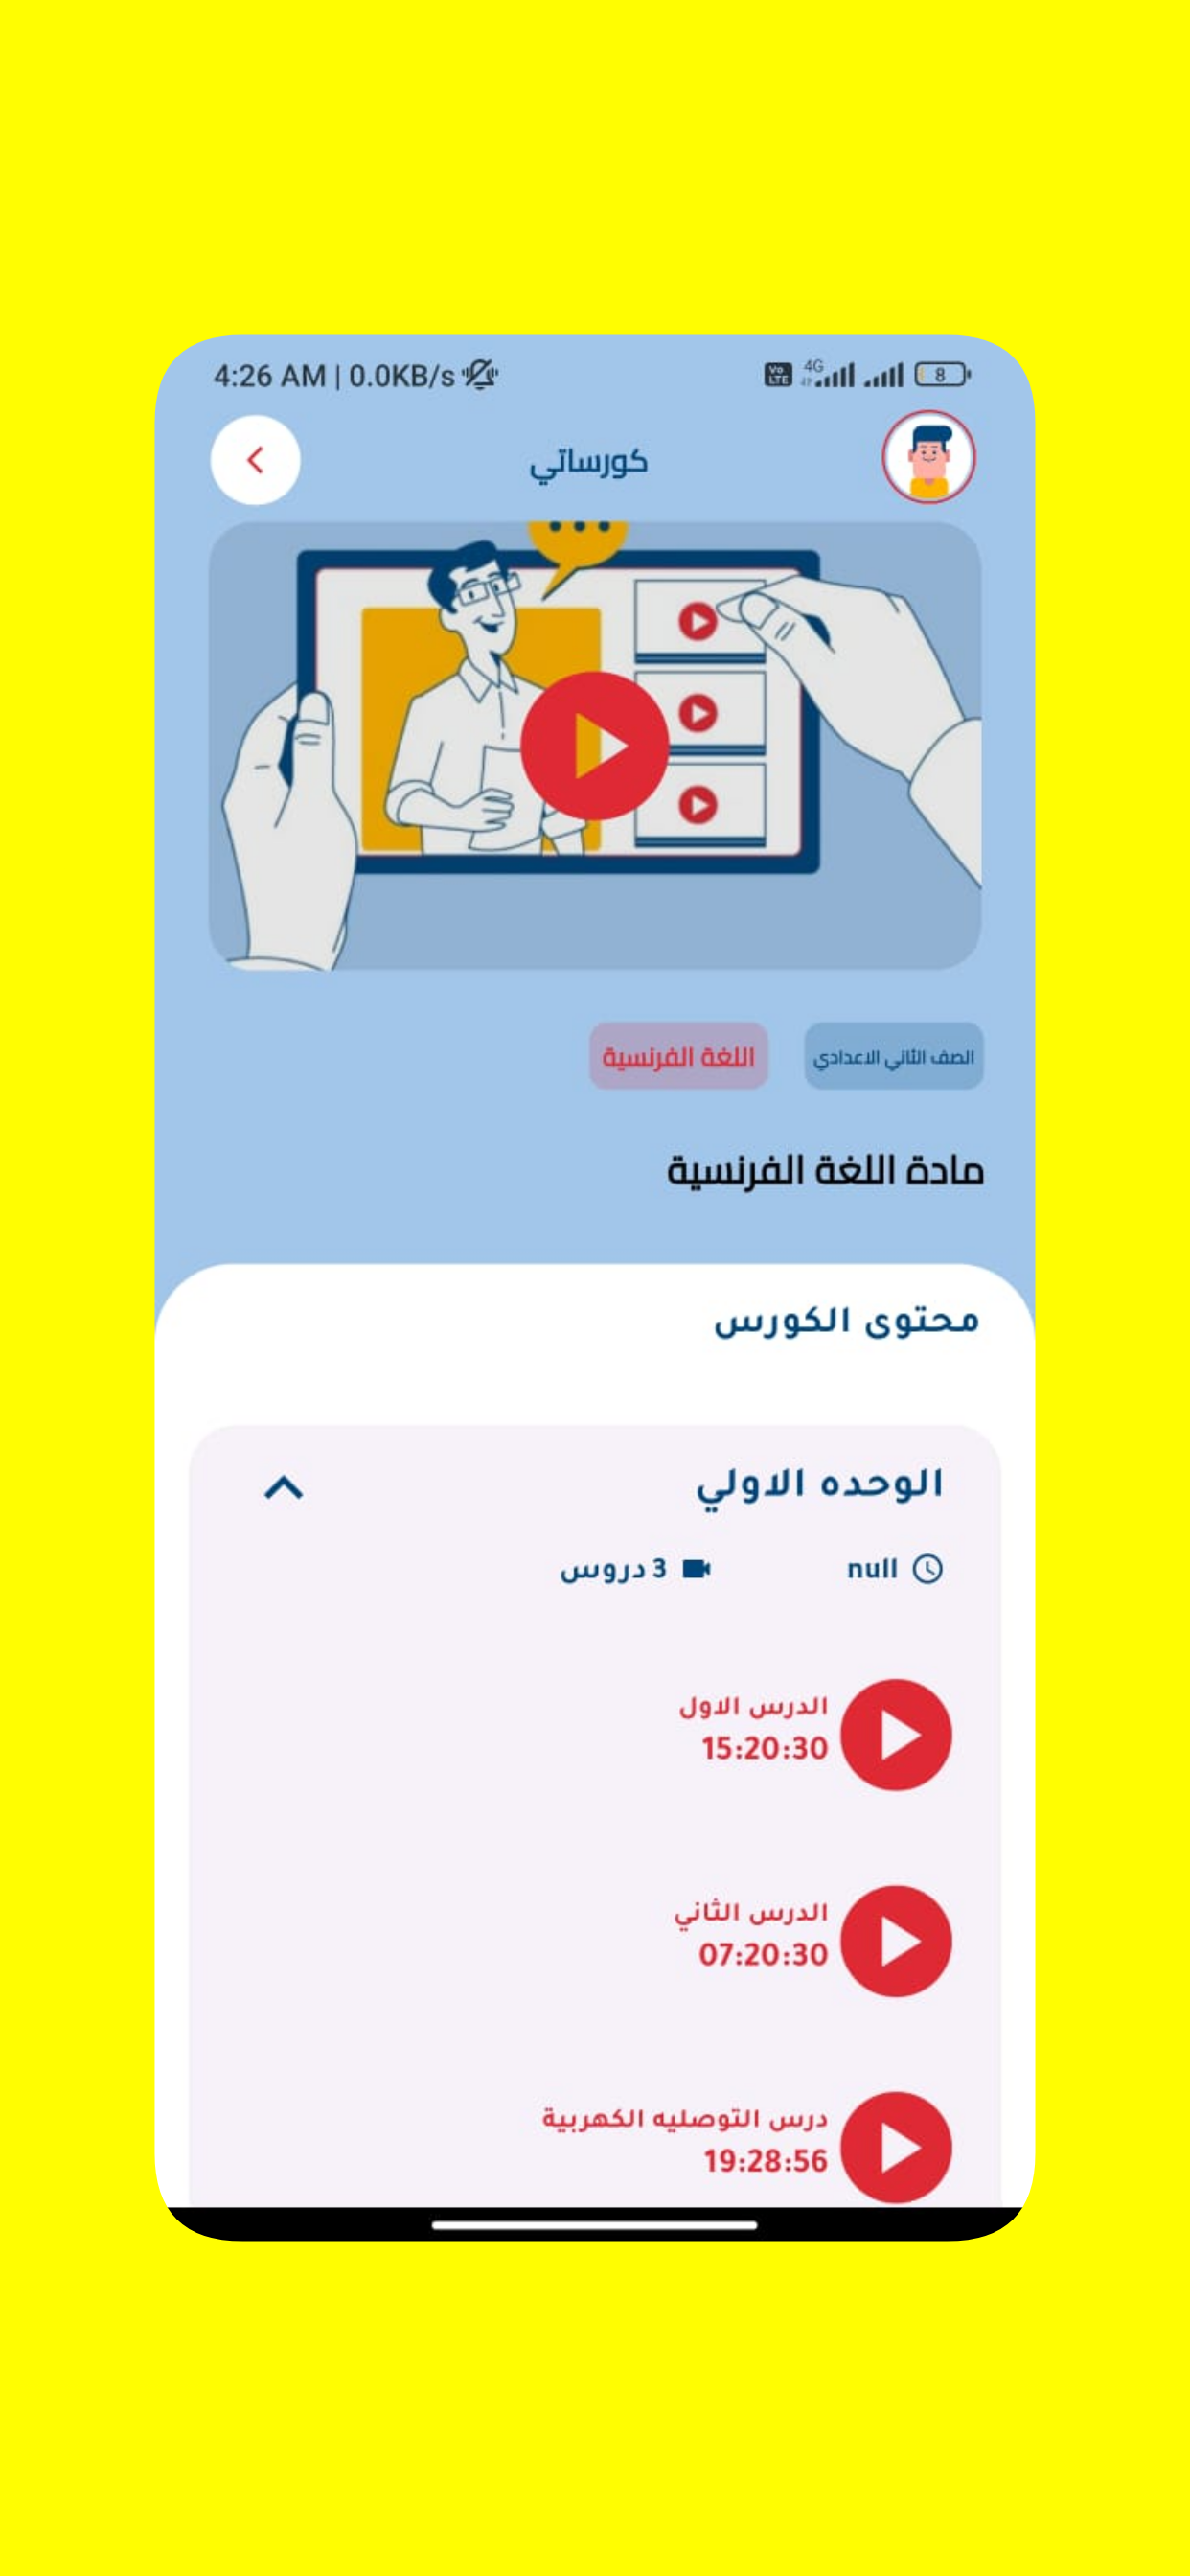 4:26 AM | 0.0KB/s
Vo LTE 4G 8
كورساتي
الصف الثاني الاعدادي
اللغة الفرنسية
مادة اللغة الفرنسية
محتوى الكورس
الوحده الاولي
null
3 دروس
الدرس الاول
15:20:30
الدرس الثاني
07:20:30
درس التوصليه الكهربية
19:28:56